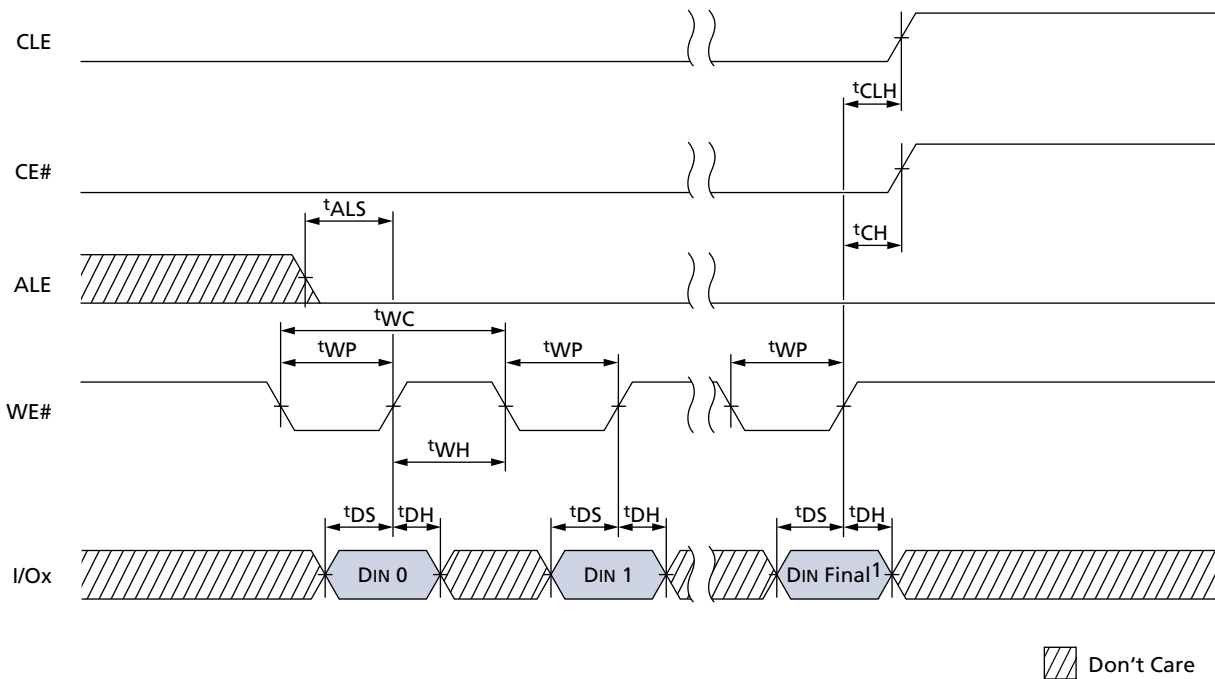 CLE
tCLH
CE#
tALS
tCH
ALE
tWC
tWP tWP tWP
WE#
tWH
tDS tDH tDS tDH tDS tDH
I/Ox DIN 0 DIN 1 DIN Final1
Don't Care